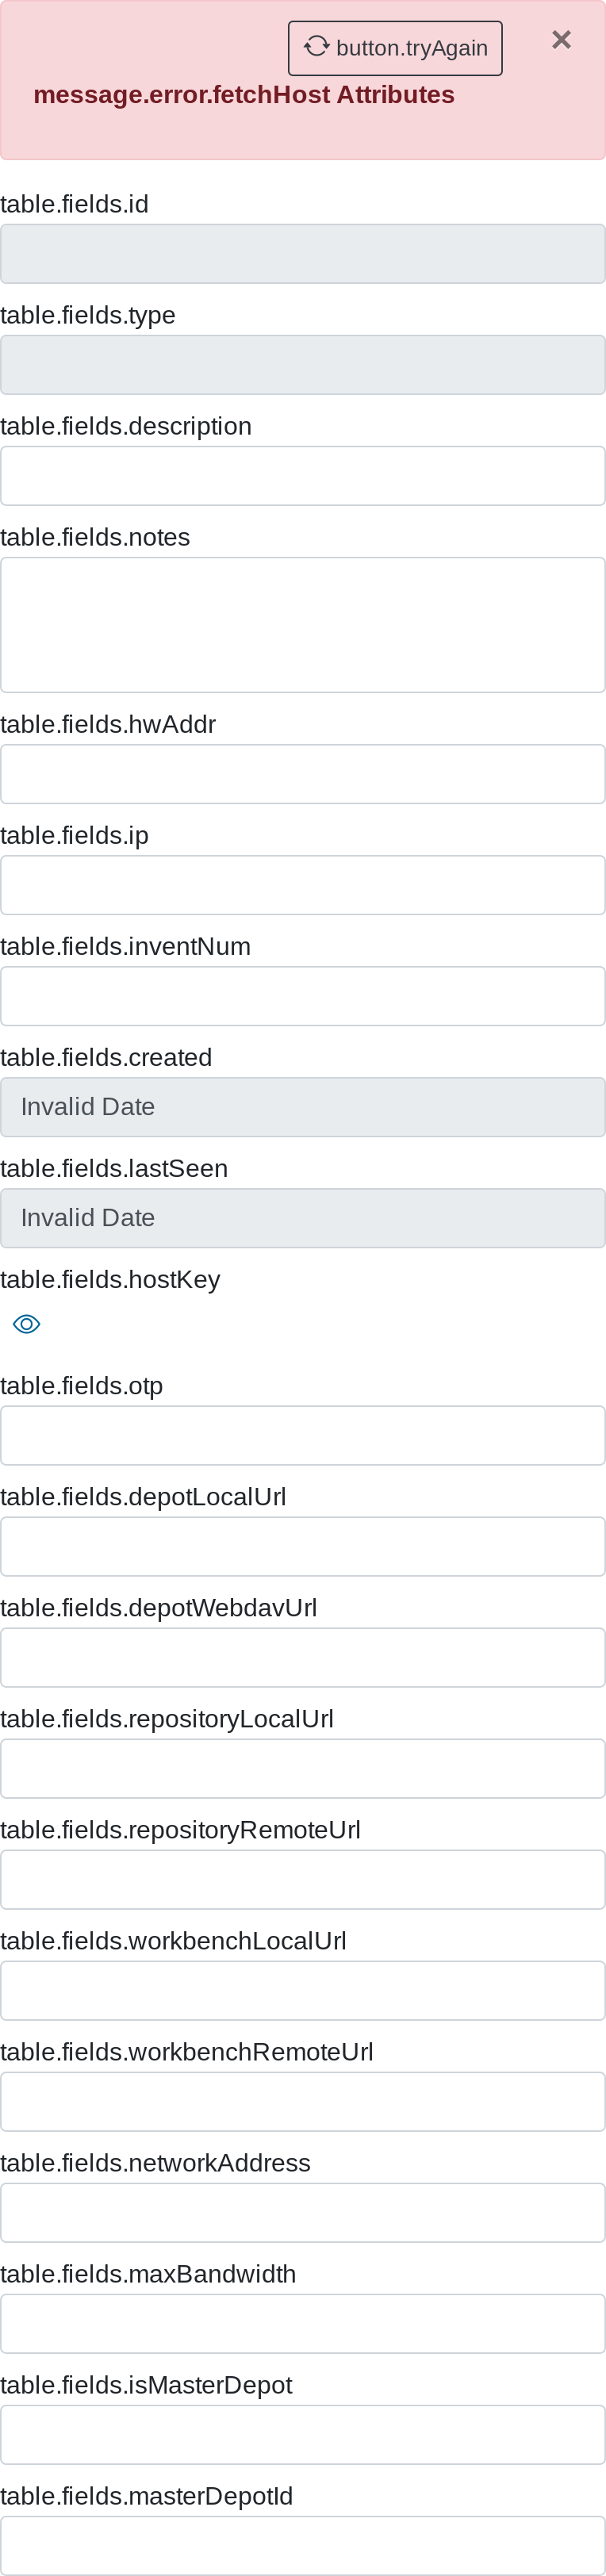 button.tryAgain
×
message.error.fetchHost Attributes
table.fields.id
table.fields.type
table.fields.description
table.fields.notes
table.fields.hwAddr
table.fields.ip
table.fields.inventNum
table.fields.created
Invalid Date
table.fields.lastSeen
Invalid Date
table.fields.hostKey
table.fields.otp
table.fields.depotLocalUrl
table.fields.depotWebdavUrl
table.fields.repositoryLocalUrl
table.fields.repositoryRemoteUrl
table.fields.workbenchLocalUrl
table.fields.workbenchRemoteUrl
table.fields.networkAddress
table.fields.maxBandwidth
table.fields.isMasterDepot
table.fields.masterDepotId